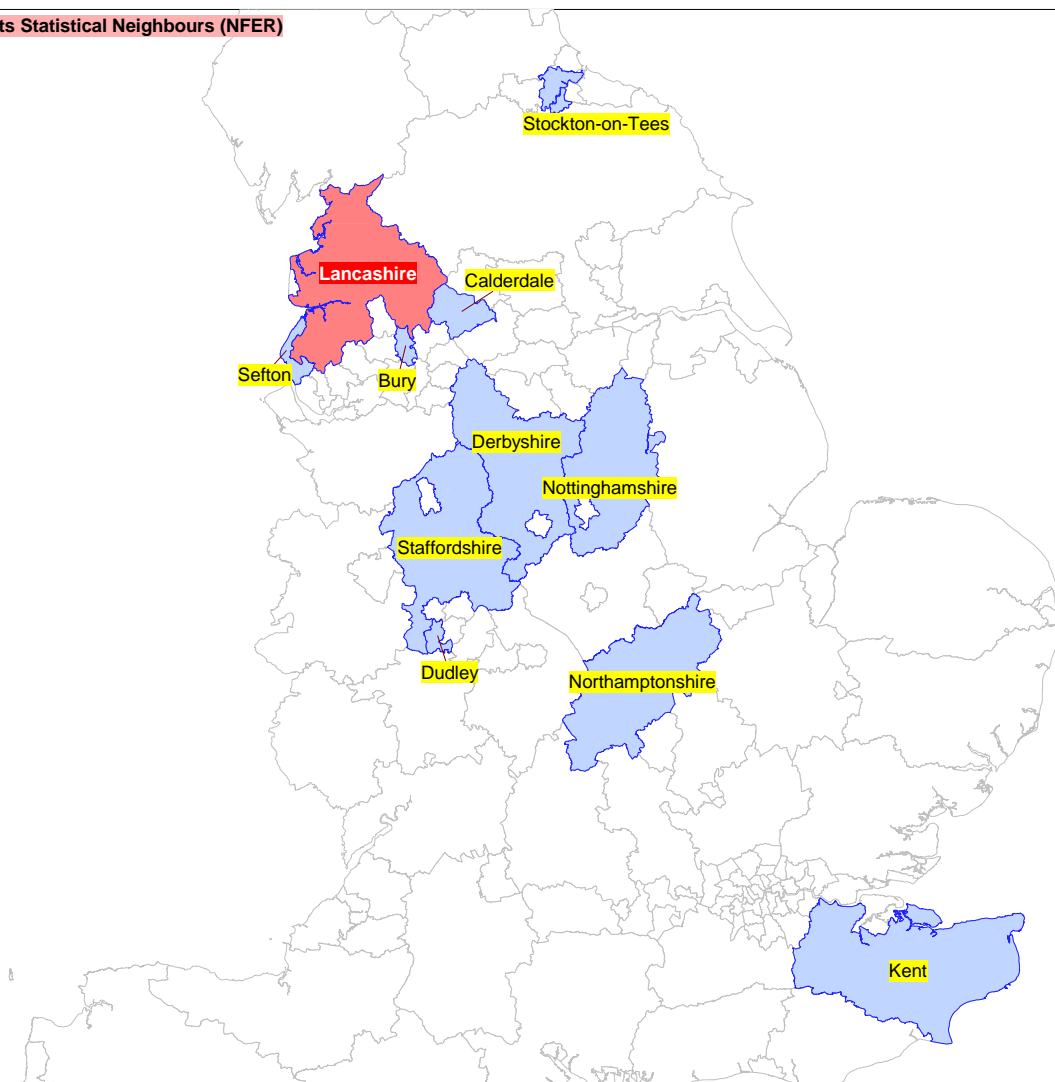 ts Statistical Neighbours (NFER)
Stockton-on-Tees
Lancashire
Calderdale
Sefton
Bury
Derbyshire
Nottinghamshire
Staffordshire
Dudley
Northamptonshire
Kent